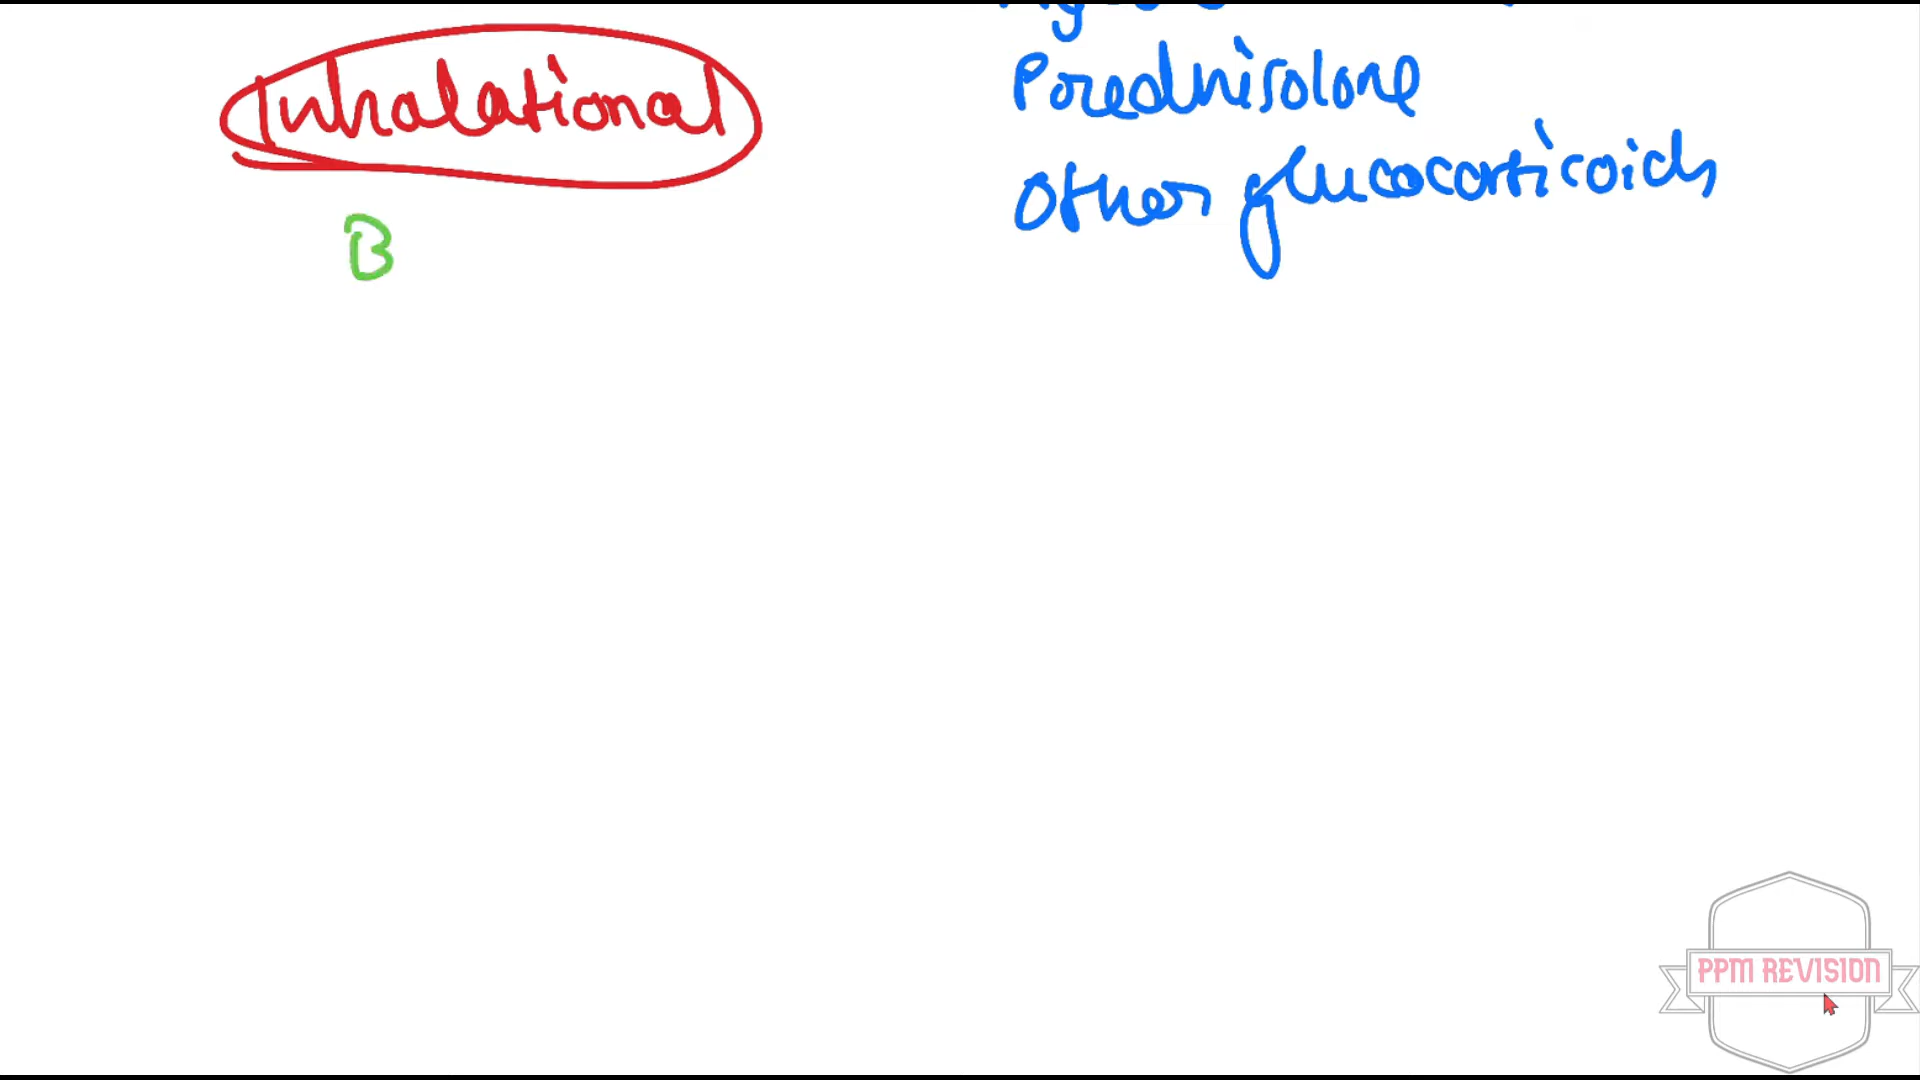 Inhalational
B
Prednisolone
Other glucocorticoids
PPM REVISION